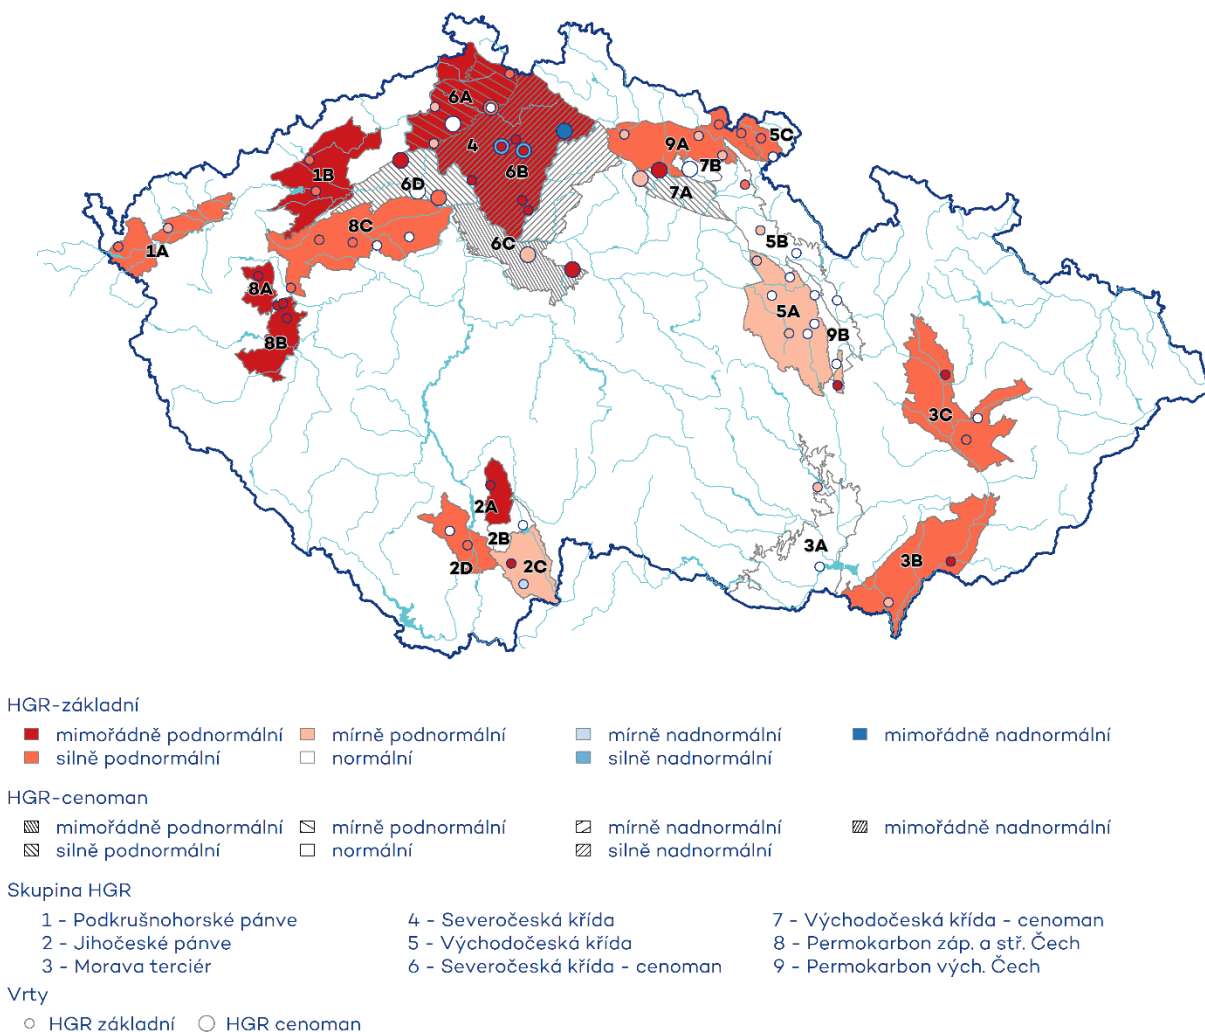 6A
5C
4
9A
7B
1B
6B
6D
7A
8C
5B
6C
1A
8A
5A
9B
8B
3C
2A
2B
3A
2D
2C
3B
HGR-základní
mimořádně podnormální mírně podnormální mírně nadnormální mimořádně nadnormální
silně podnormální normální silně nadnormální
HGR-cenoman
mimořádně podnormální mírně podnormální mírně nadnormální mimořádně nadnormální
silně podnormální normální silně nadnormální
Skupina HGR
1 - Podkrušnohorské pánve 4 - Severočeská křída 7 - Východočeská křída - cenoman
2 - Jihočeské pánve 5 - Východočeská křída 8 - Permokarbon záp. a stř. Čech
3 - Morava terciér 6 - Severočeská křída - cenoman 9 - Permokarbon vých. Čech
Vrty
HGR základní HGR cenoman